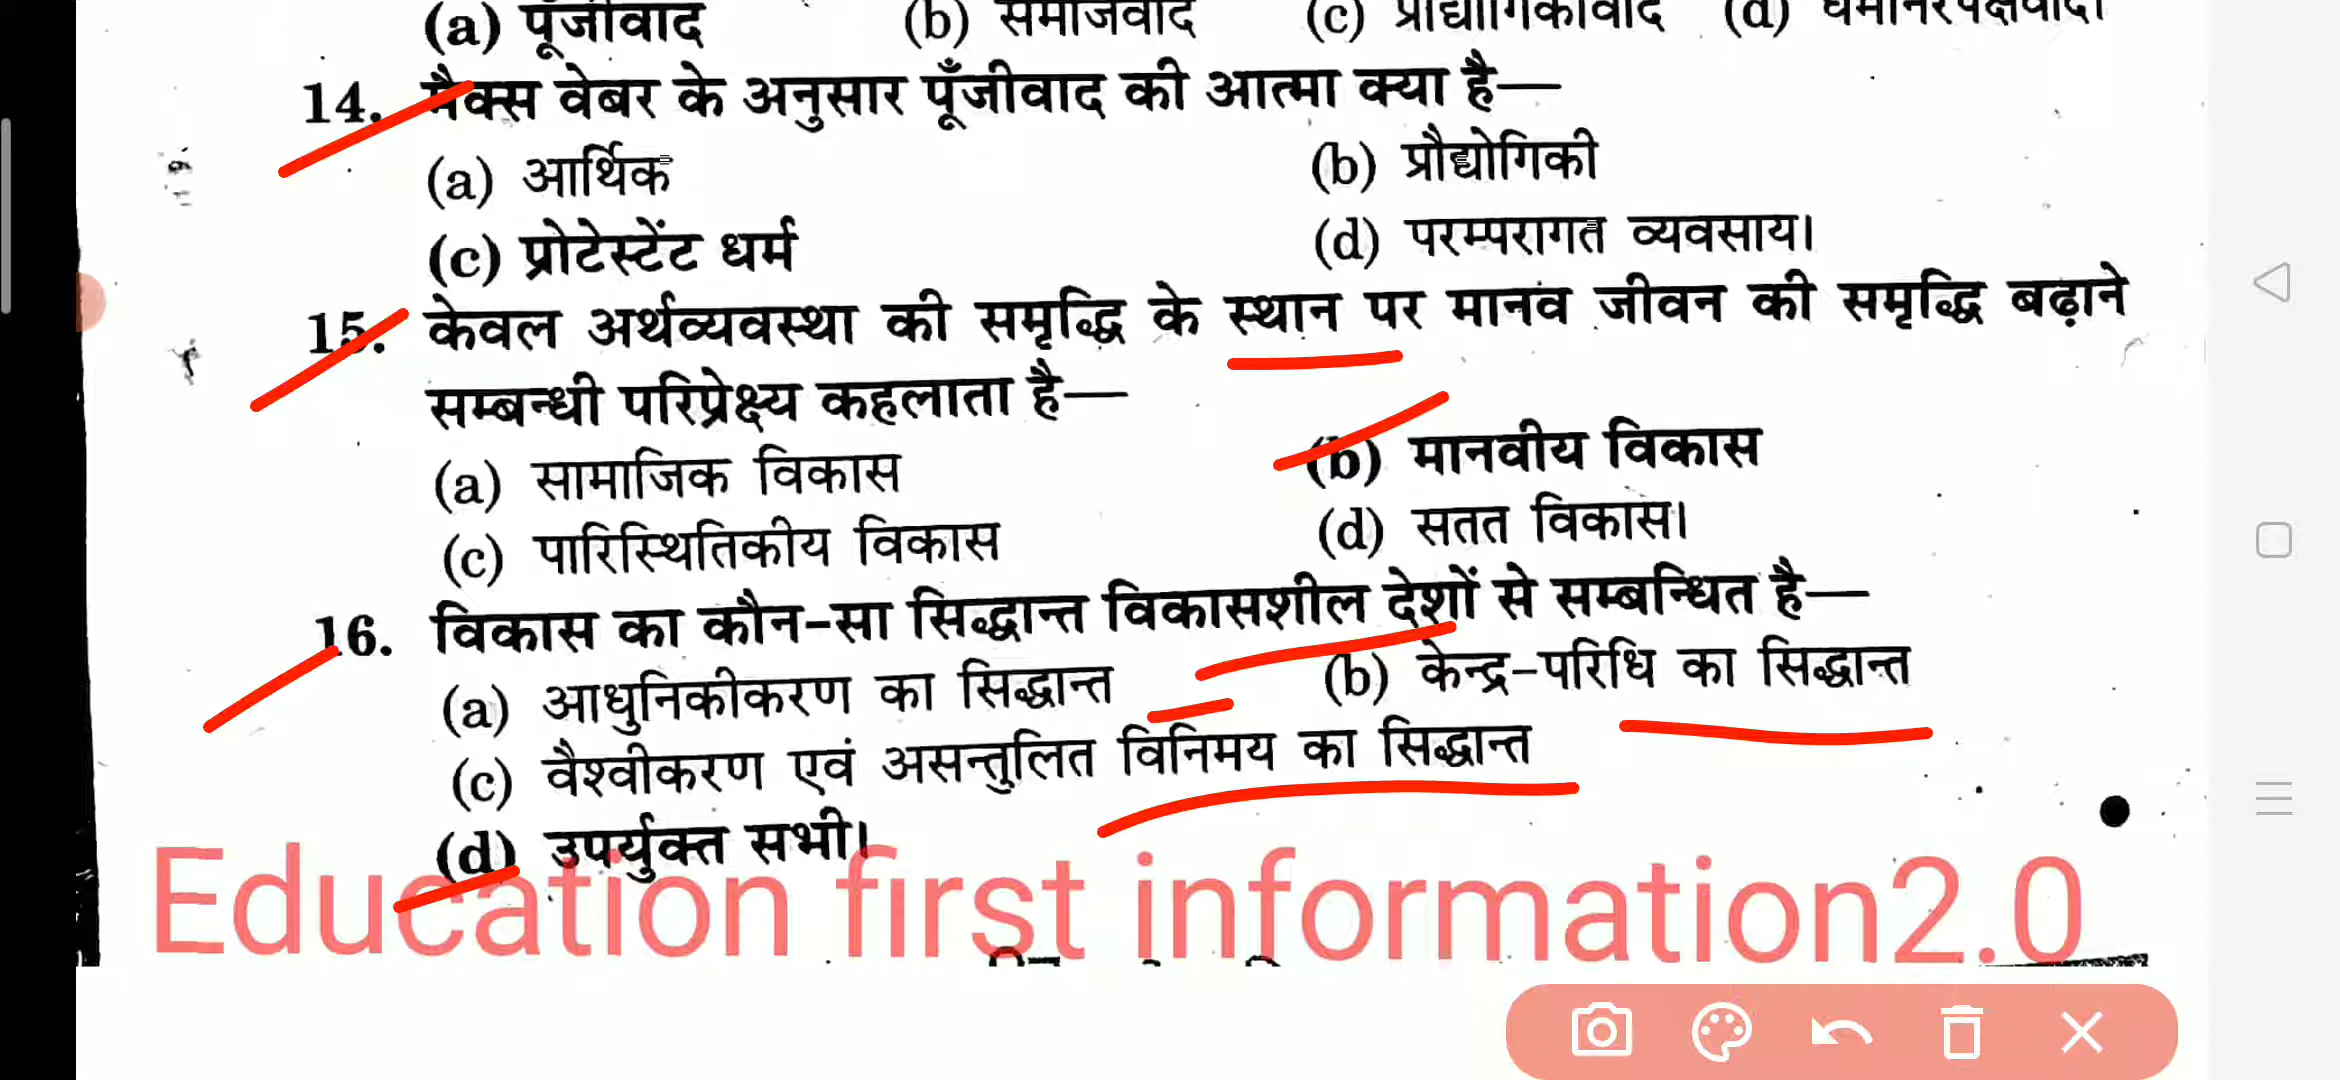 (a) पूँजीवाद (b) समाजवाद (c) प्रौद्योगिकीवाद (d) धर्मनिरपेक्षवाद।
14. मैक्स वेबर के अनुसार पूँजीवाद की आत्मा क्या है—
(a) आर्थिक (b) प्रौद्योगिकी
(c) प्रोटेस्टेंट धर्म (d) परम्परागत व्यवसाय।
15. केवल अर्थव्यवस्था की समृद्धि के स्थान पर मानव जीवन की समृद्धि बढ़ाने
सम्बन्धी परिप्रेक्ष्य कहलाता है—
(a) सामाजिक विकास (b) मानवीय विकास
(c) पारिस्थितिकीय विकास (d) सतत विकास।
16. विकास का कौन-सा सिद्धान्त विकासशील देशों से सम्बन्धित है—
(a) आधुनिकीकरण का सिद्धान्त (b) केन्द्र-परिधि का सिद्धान्त
(c) वैश्वीकरण एवं असन्तुलित विनिमय का सिद्धान्त
(d) उपर्युक्त सभी।
Education first information2.0